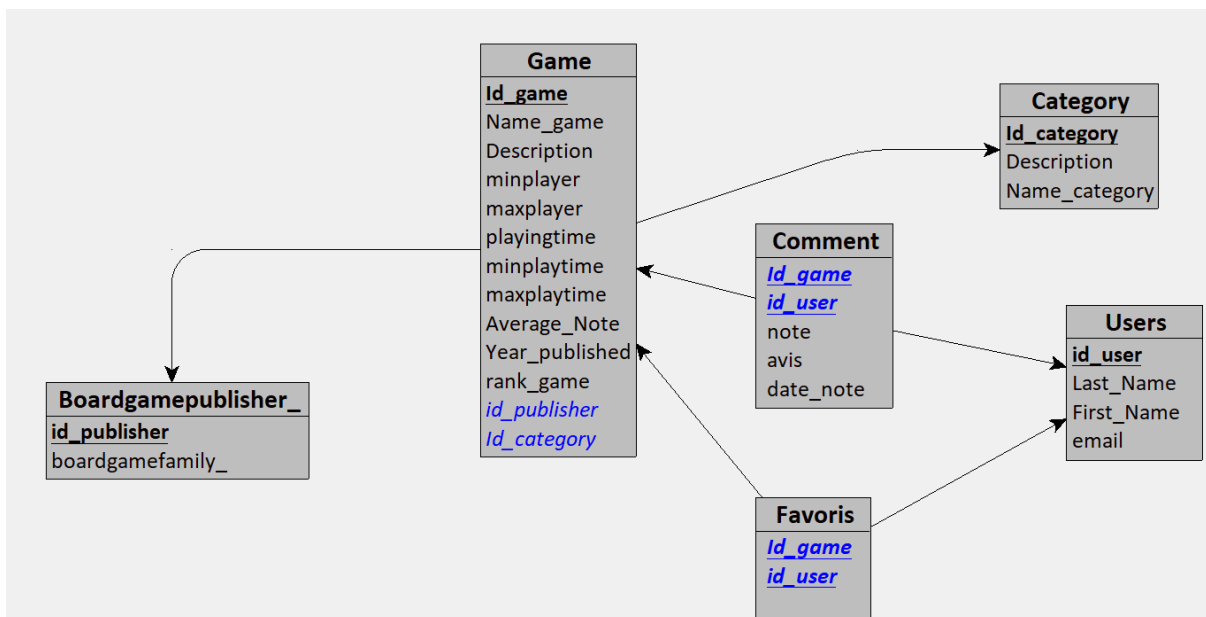 Game
Id_game
Name_game
Description
minplayer
maxplayer
playingtime
minplaytime
maxplaytime
Average_Note
Year_published
rank_game
id_publisher
Id_category
Category
Id_category
Description
Name_category
Comment
Id_game
id_user
note
avis
date_note
Users
id_user
Last_Name
First_Name
email
Boardgamepublisher_
id_publisher
boardgamefamily_
Favoris
Id_game
id_user